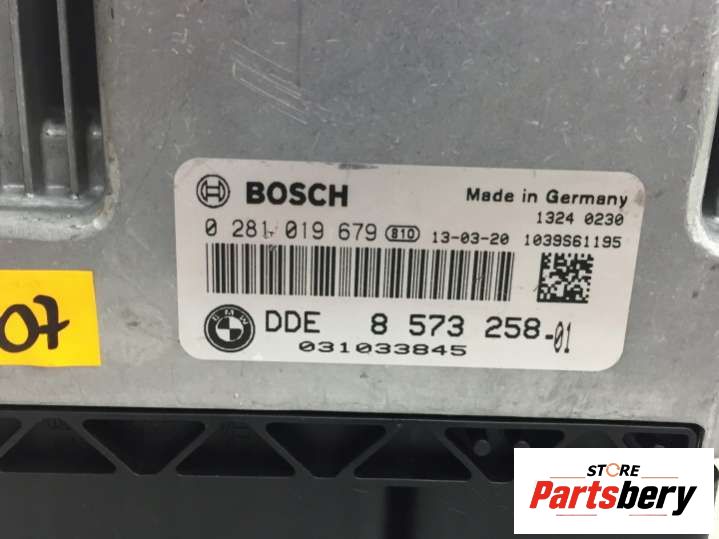 BOSCH
Made in Germany
1324 0230
0 281 019 679 810 13-03-20 1039S61195
BMW DDE 8 573 258-01
031033845
07
STORE
Partsbery